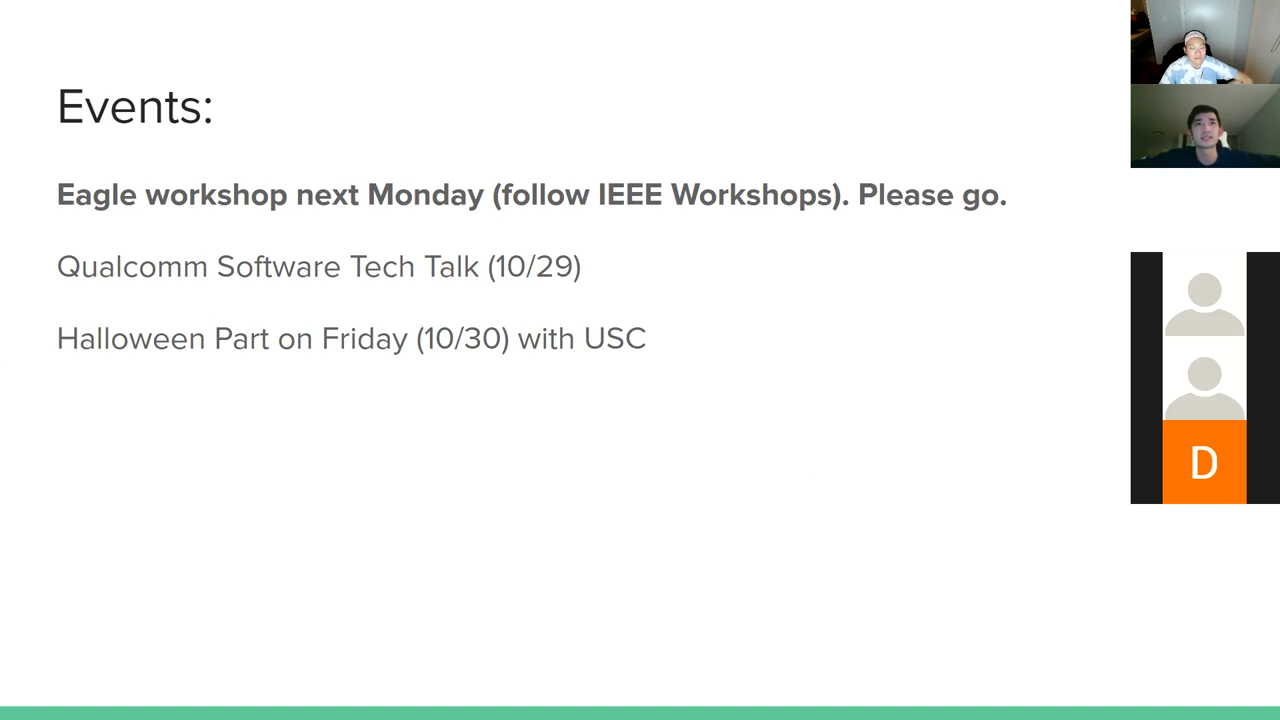 Events:
Eagle workshop next Monday (follow IEEE Workshops). Please go.
Qualcomm Software Tech Talk (10/29)
Halloween Part on Friday (10/30) with USC
D